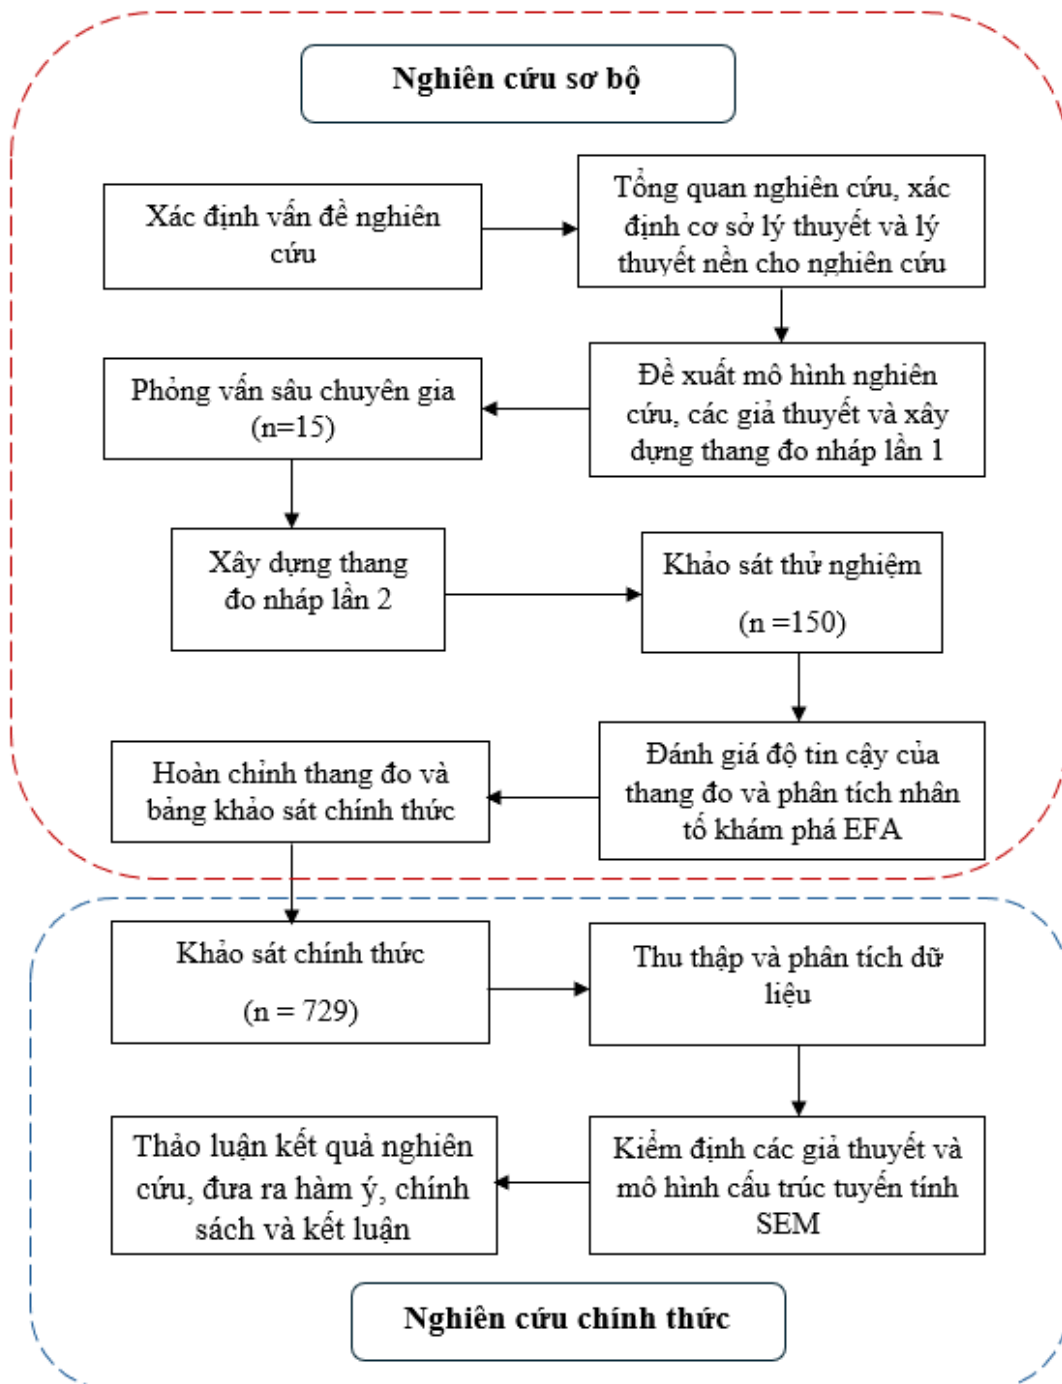 Nghiên cứu sơ bộ
Xác định vấn đề nghiên
cứu
Tổng quan nghiên cứu, xác
định cơ sở lý thuyết và lý
thuyết nền cho nghiên cứu
Đề xuất mô hình nghiên
cứu, các giả thuyết và xây
dựng thang đo nháp lần 1
Phỏng vấn sâu chuyên gia
(n=15)
Xây dựng thang
đo nháp lần 2
Khảo sát thử nghiệm
(n =150)
Đánh giá độ tin cậy của
thang đo và phân tích nhân
tố khám phá EFA
Hoàn chỉnh thang đo và
bảng khảo sát chính thức
Khảo sát chính thức
(n = 729)
Thu thập và phân tích dữ
liệu
Kiểm định các giả thuyết và
mô hình cấu trúc tuyến tính
SEM
Thảo luận kết quả nghiên
cứu, đưa ra hàm ý, chính
sách và kết luận
Nghiên cứu chính thức